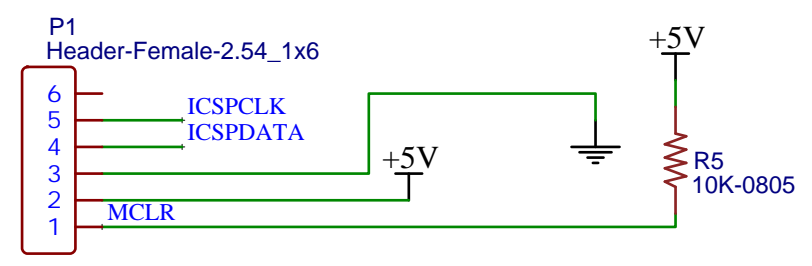 P1
Header-Female-2.54_1x6
6
5
4
3
2
1
ICSPCLK
ICSPDATA
MCLR
+5V
+5V
R5
10K-0805